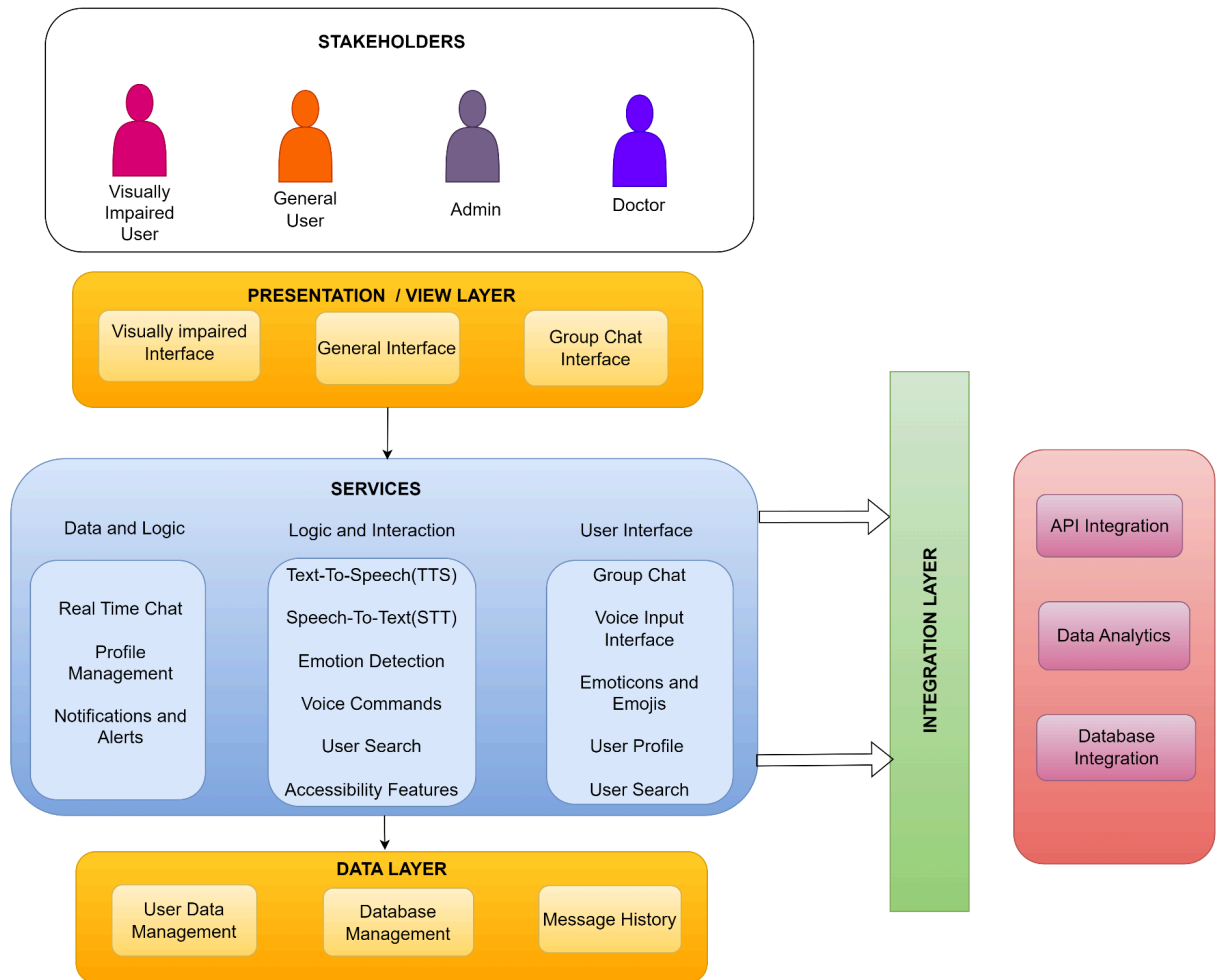 STAKEHOLDERS
Visually
Impaired
User
General
User
Admin
Doctor
PRESENTATION / VIEW LAYER
Visually impaired
Interface
General Interface
Group Chat
Interface
SERVICES
Data and Logic
Real Time Chat
Profile
Management
Notifications and
Alerts
Logic and Interaction
Text-To-Speech(TTS)
Speech-To-Text(STT)
Emotion Detection
Voice Commands
User Search
Accessibility Features
User Interface
Group Chat
Voice Input
Interface
Emoticons and
Emojis
User Profile
User Search
DATA LAYER
User Data
Management
Database
Management
Message History
INTEGRATION LAYER
API Integration
Data Analytics
Database
Integration